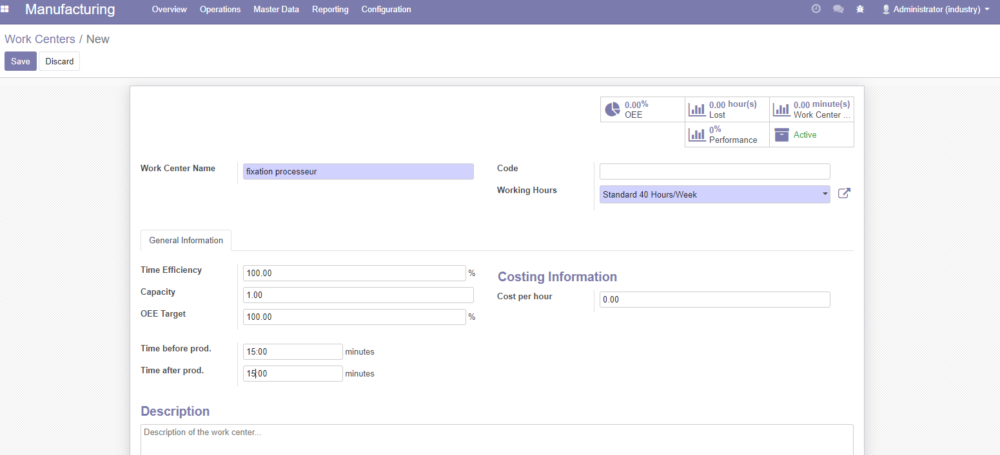 Manufacturing Overview Operations Master Data Reporting Configuration Administrator (industry)
Work Centers / New
Save Discard
0.00% OEE
0.00 hour(s) Lost
0.00 minute(s) Work Center ...
0% Performance
Active
Work Center Name fixation processeur
Code
Working Hours Standard 40 Hours/Week
General Information
Time Efficiency 100.00 %
Capacity 1.00
OEE Target 100.00 %
Costing Information
Cost per hour 0.00
Time before prod. 15:00 minutes
Time after prod. 15:00 minutes
Description
Description of the work center...